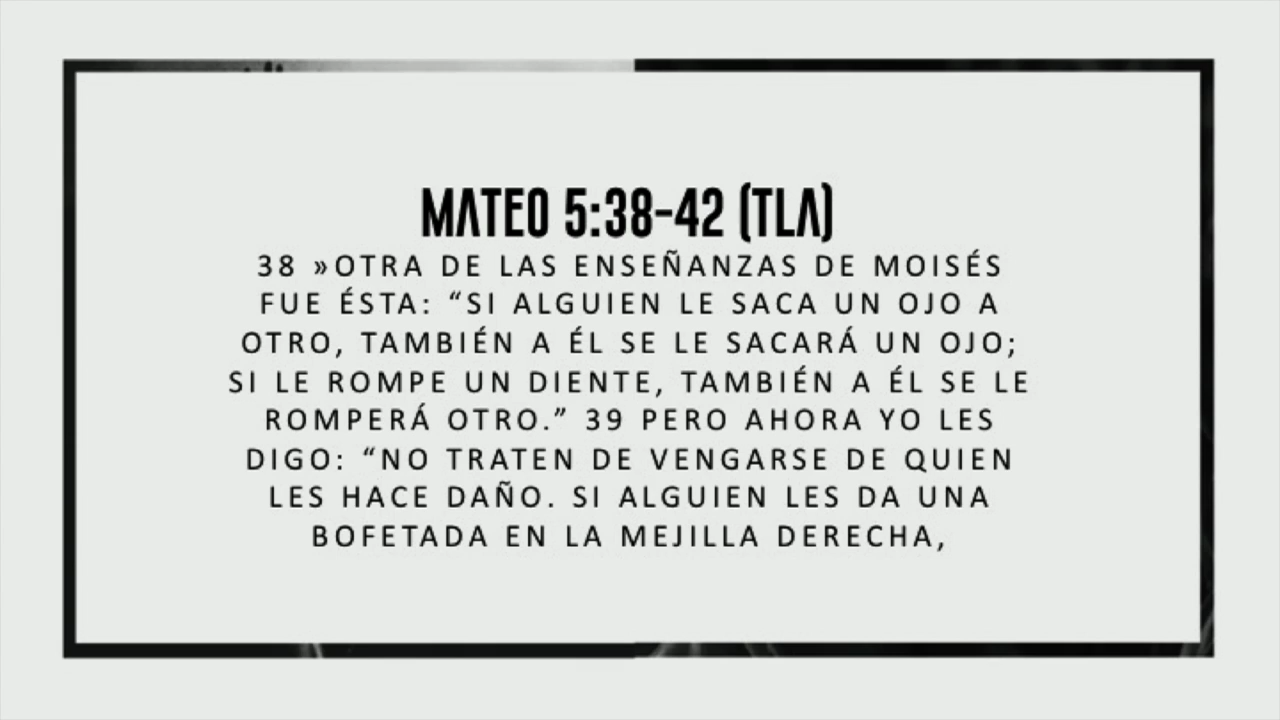 MATEO 5:38-42 (TLA)
38 »OTRA DE LAS ENSEÑANZAS DE MOISÉS
FUE ÉSTA: “SI ALGUIEN LE SACA UN OJO A
OTRO, TAMBIÉN A ÉL SE LE SACARÁ UN OJO;
SI LE ROMPE UN DIENTE, TAMBIÉN A ÉL SE LE
ROMPERÁ OTRO.” 39 PERO AHORA YO LES
DIGO: “NO TRATEN DE VENGARSE DE QUIEN
LES HACE DAÑO. SI ALGUIEN LES DA UNA
BOFETADA EN LA MEJILLA DERECHA,